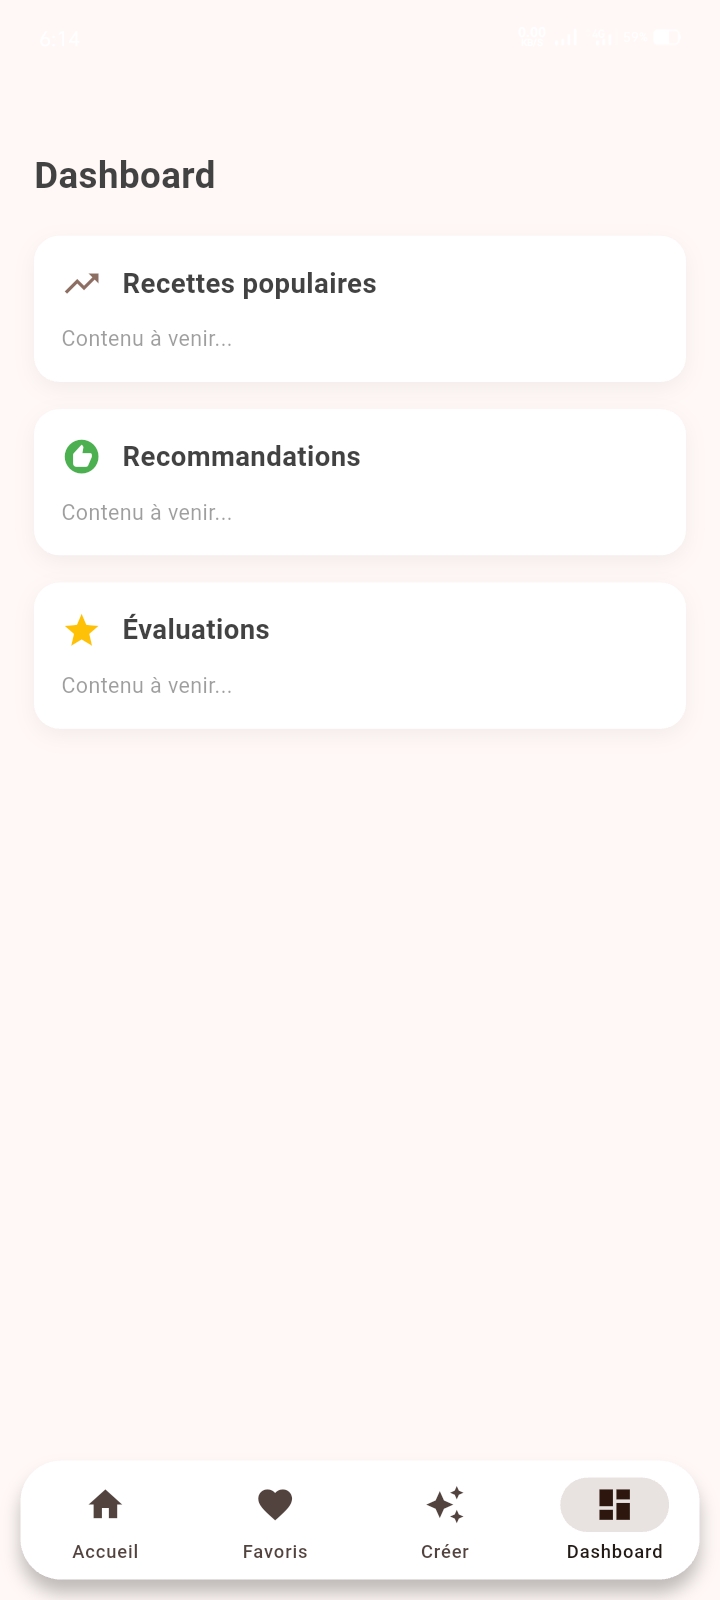 6:14
Dashboard
Recettes populaires
Contenu à venir...
Recommandations
Contenu à venir...
Évaluations
Contenu à venir...
Accueil
Favoris
Créer
Dashboard